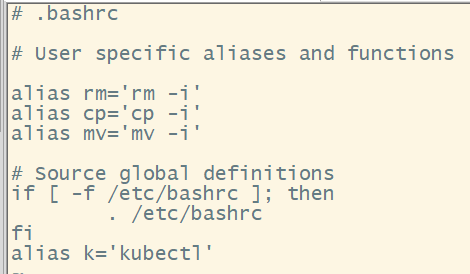 # .bashrc
# User specific aliases and functions
alias rm='rm -i'
alias cp='cp -i'
alias mv='mv -i'
# Source global definitions
if [ -f /etc/bashrc ]; then
. /etc/bashrc
fi
alias k='kubectl'